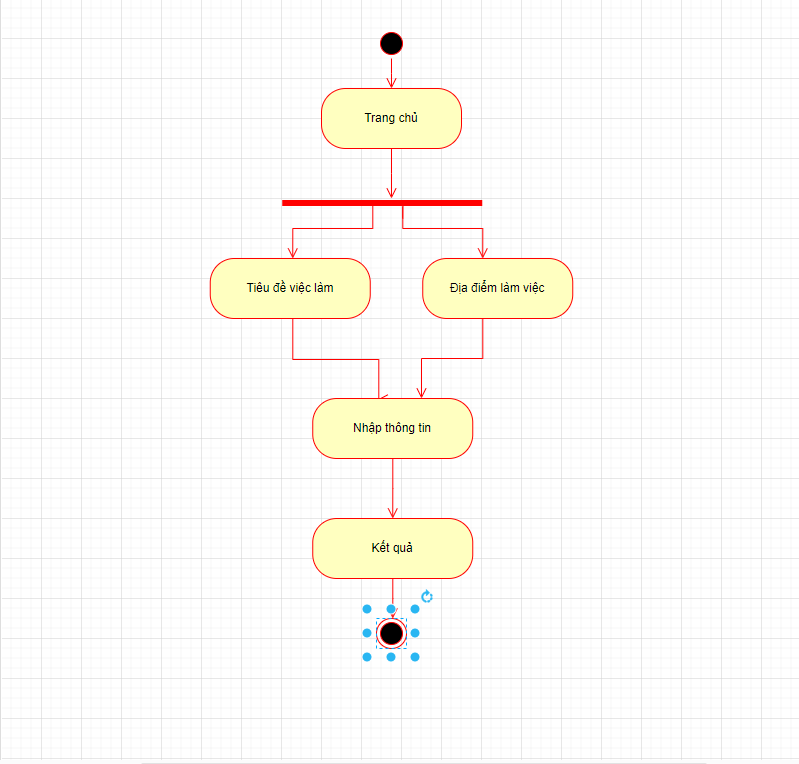 Trang chủ
Tiêu đề việc làm
Địa điểm làm việc
Nhập thông tin
Kết quả